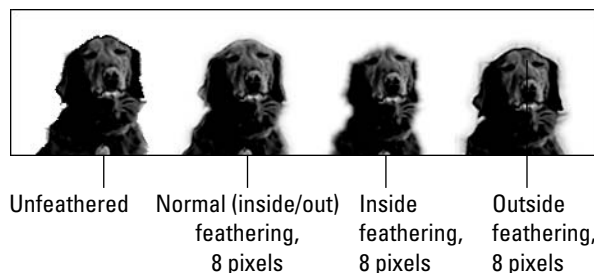 Unfeathered
Normal (inside/out)
feathering,
8 pixels
Inside
feathering,
8 pixels
Outside
feathering,
8 pixels